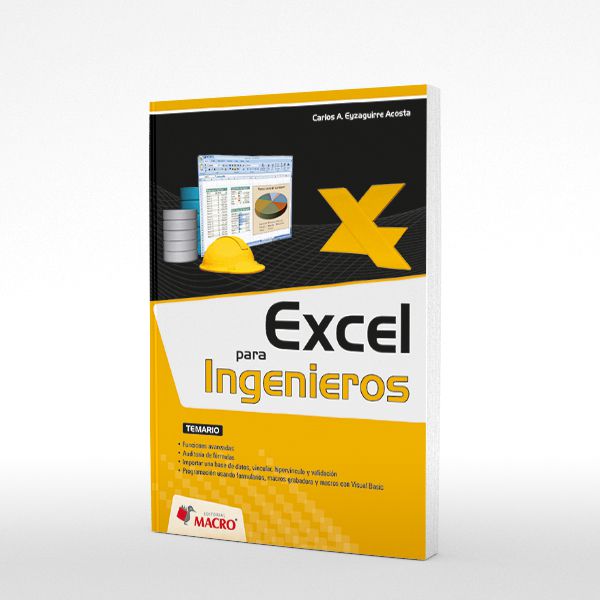 Carlos A. Eyzaguirre Acosta
Excel
para
Ingenieros
TEMARIO
• Funciones avanzadas
• Auditoría de fórmulas
• Importar una base de datos, vincular, hipervínculo y validación
• Programación usando formularios, macros grabadora y macros con Visual Basic
EDITORIAL
MACRO®